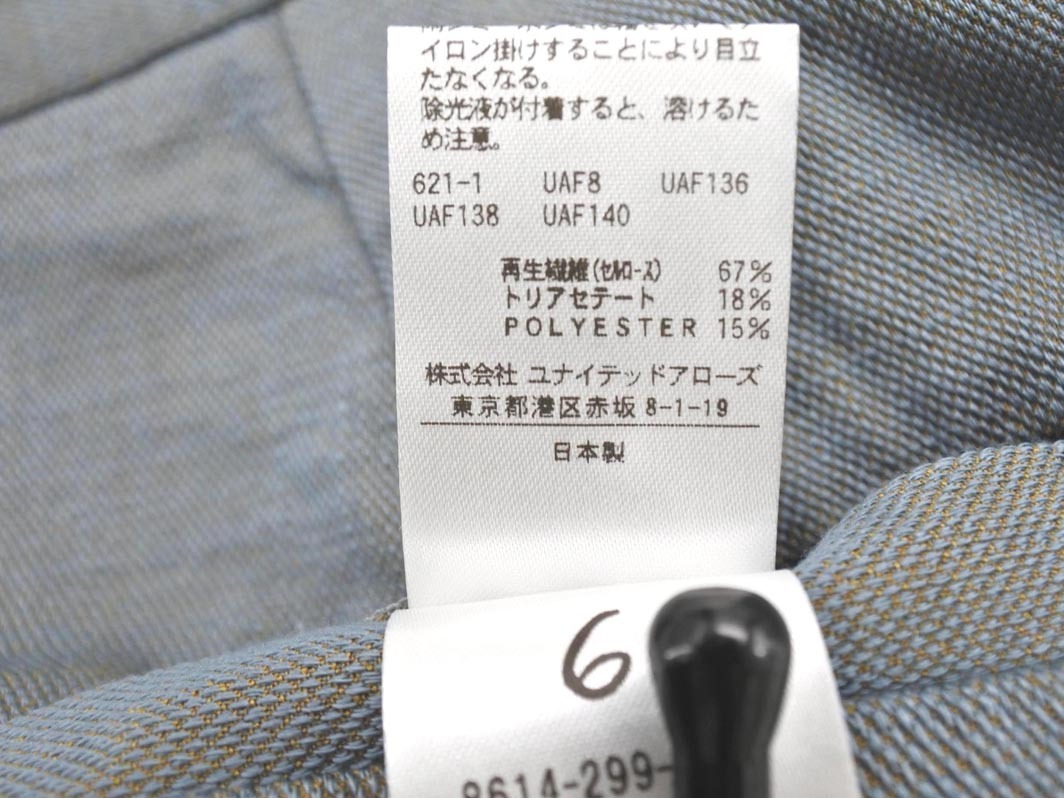 イロン掛けすることにより目立
たなくなる。
除光液が付着すると、溶けるた
め注意。
621-1 UAF8 UAF136
UAF138 UAF140
再生繊維(セルロース) 67%
トリアセテート 18%
POLYESTER 15%
株式会社 ユナイテッドアローズ
東京都港区赤坂 8-1-19
日本製
6
8614-299-